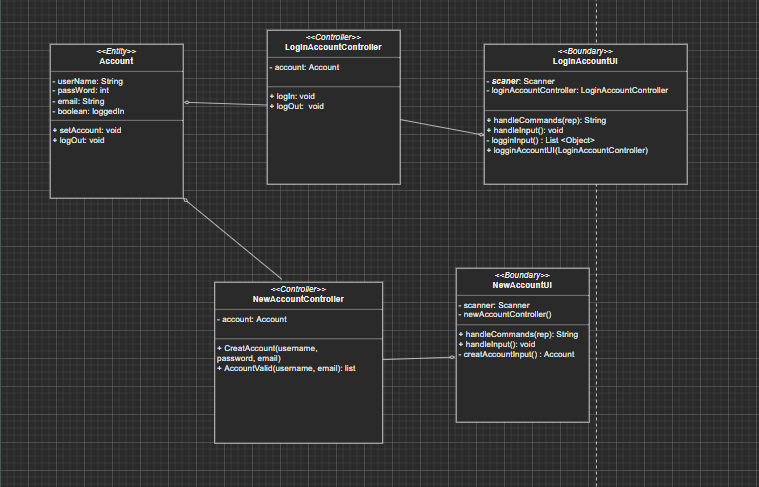 <<Entity>>
Account
- userName: String
- passWord: int
- email: String
- boolean: loggedIn
+ setAccount: void
+ logOut: void
<<Controller>>
LogInAccountController
- account: Account
+ logIn: void
+ logOut: void
<<Boundary>>
LogInAccountUI
- scaner: Scanner
- loginAccountController: LoginAccountController
+ handleCommands(rep): String
+ handleInput(): void
- logginInput() : List <Object>
+ logginAccountUI(LoginAccountController)
<<Controller>>
NewAccountController
- account: Account
+ CreatAccount(username,
password, email)
+ AccountValid(username, email): list
<<Boundary>>
NewAccountUI
- scanner: Scanner
- newAccountController()
+ handleCommands(rep): String
+ handleInput(): void
- creatAccountInput() : Account